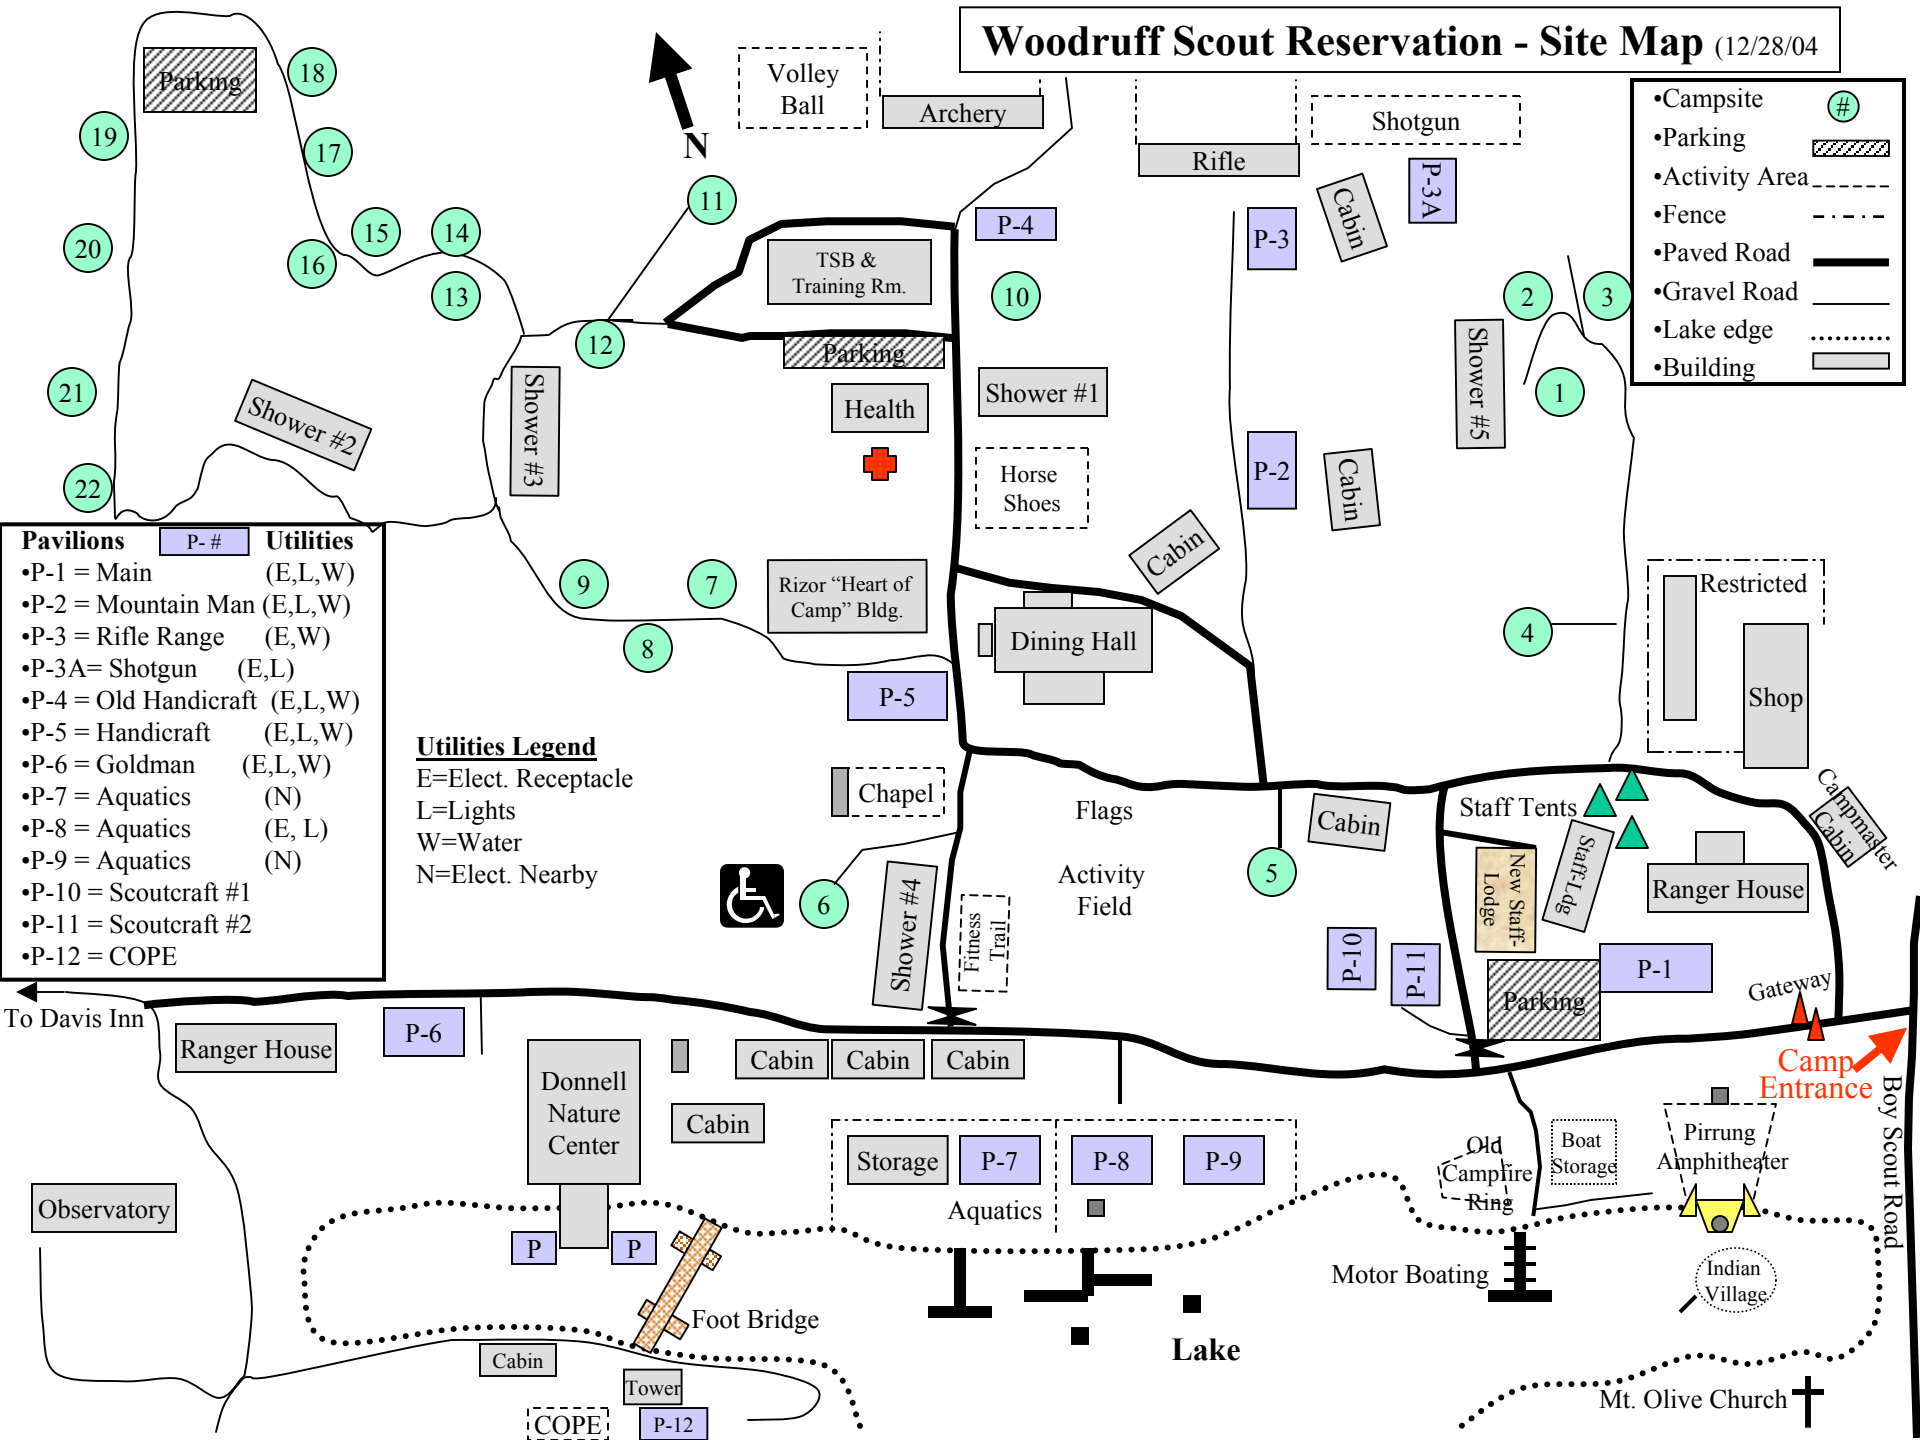 Woodruff Scout Reservation - Site Map (12/28/04
Parking
18
19
17
20
16
15
14
13
21
22
Shower #2
Shower #3
11
12
N
Volley
Ball
Archery
Rifle
Shotgun
P-4
P-3
P-3A
Cabin
TSB &
Training Rm.
Parking
10
Health
Shower #1
Horse
Shoes
P-2
Cabin
Cabin
2
3
1
Shower #5
4
•Campsite
#
•Parking
•Activity Area
•Fence
•Paved Road
•Gravel Road
•Lake edge
•Building
Pavilions P- # Utilities
•P-1 = Main (E,L,W)
•P-2 = Mountain Man (E,L,W)
•P-3 = Rifle Range (E,W)
•P-3A= Shotgun (E,L)
•P-4 = Old Handicraft (E,L,W)
•P-5 = Handicraft (E,L,W)
•P-6 = Goldman (E,L,W)
•P-7 = Aquatics (N)
•P-8 = Aquatics (E, L)
•P-9 = Aquatics (N)
•P-10 = Scoutcraft #1
•P-11 = Scoutcraft #2
•P-12 = COPE
Utilities Legend
E=Elect. Receptacle
L=Lights
W=Water
N=Elect. Nearby
9
7
8
Rizor “Heart of
Camp” Bldg.
P-5
Dining Hall
Restricted
Shop
Chapel
6
Shower #4
Fitness
Trail
Flags
Activity
Field
5
Cabin
Staff Tents
New Staff-
Lodge
Staff-Ldg
Ranger House
Campmaster
Cabin
P-10
P-11
Parking
P-1
Gateway
Camp
Entrance
Boy Scout Road
To Davis Inn
Ranger House
P-6
Donnell
Nature
Center
Cabin
Cabin
Cabin
Cabin
Storage
P-7
P-8
P-9
Aquatics
Old
Campfire
Ring
Boat
Storage
Pirrung
Amphitheater
Observatory
P
P
Foot Bridge
Motor Boating
Indian
Village
Lake
Cabin
Tower
COPE
P-12
Mt. Olive Church